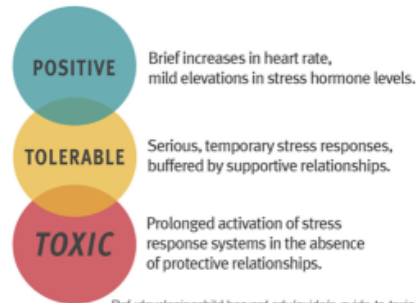 POSITIVE
Brief increases in heart rate,
mild elevations in stress hormone levels.
TOLERABLE
Serious, temporary stress responses,
buffered by supportive relationships.
TOXIC
Prolonged activation of stress
response systems in the absence
of protective relationships.